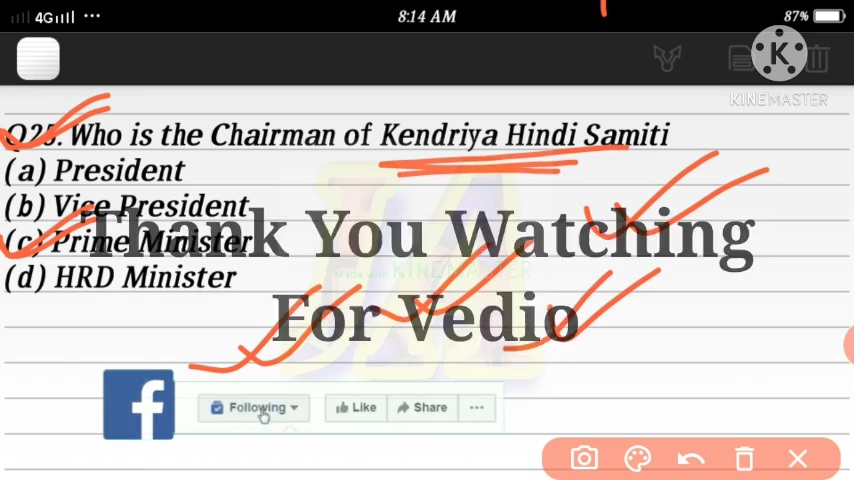 4G
8:14 AM
87%
K
KINEMASTER
Q25. Who is the Chairman of Kendriya Hindi Samiti
(a) President
(b) Vice President
(c) Prime Minister
(d) HRD Minister
Thank You Watching
Made with KINEMASTER
For Vedio
f
Following
Like
Share